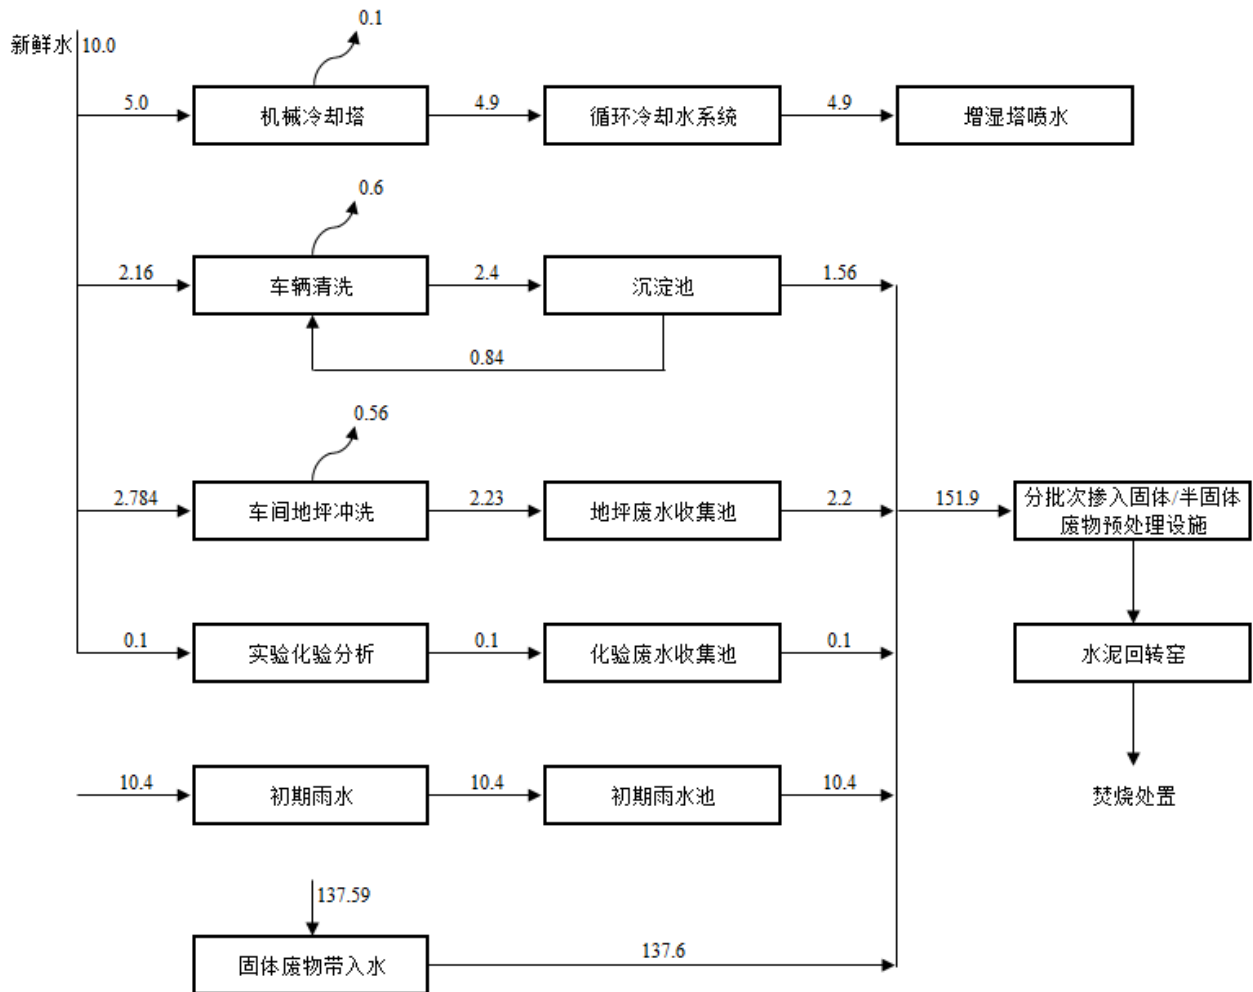 0.1
新鲜水 10.0
5.0
机械冷却塔
4.9
循环冷却水系统
4.9
增湿塔喷水
0.6
2.16
车辆清洗
2.4
沉淀池
1.56
0.84
0.56
2.784
车间地坪冲洗
2.23
地坪废水收集池
2.2
151.9
分批次掺入固体/半固体
废物预处理设施
0.1
实验化验分析
0.1
化验废水收集池
0.1
水泥回转窑
10.4
初期雨水
10.4
初期雨水池
10.4
焚烧处置
137.59
固体废物带入水
137.6